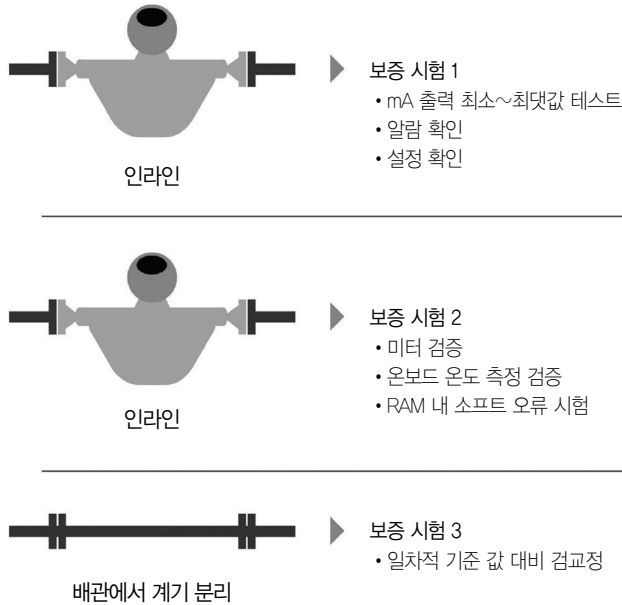 보증 시험 1
• mA 출력 최소~최댓값 테스트
• 알람 확인
• 설정 확인
인라인
보증 시험 2
• 미터 검증
• 온보드 온도 측정 검증
• RAM 내 소프트 오류 시험
인라인
보증 시험 3
• 일차적 기준 값 대비 검교정
배관에서 계기 분리